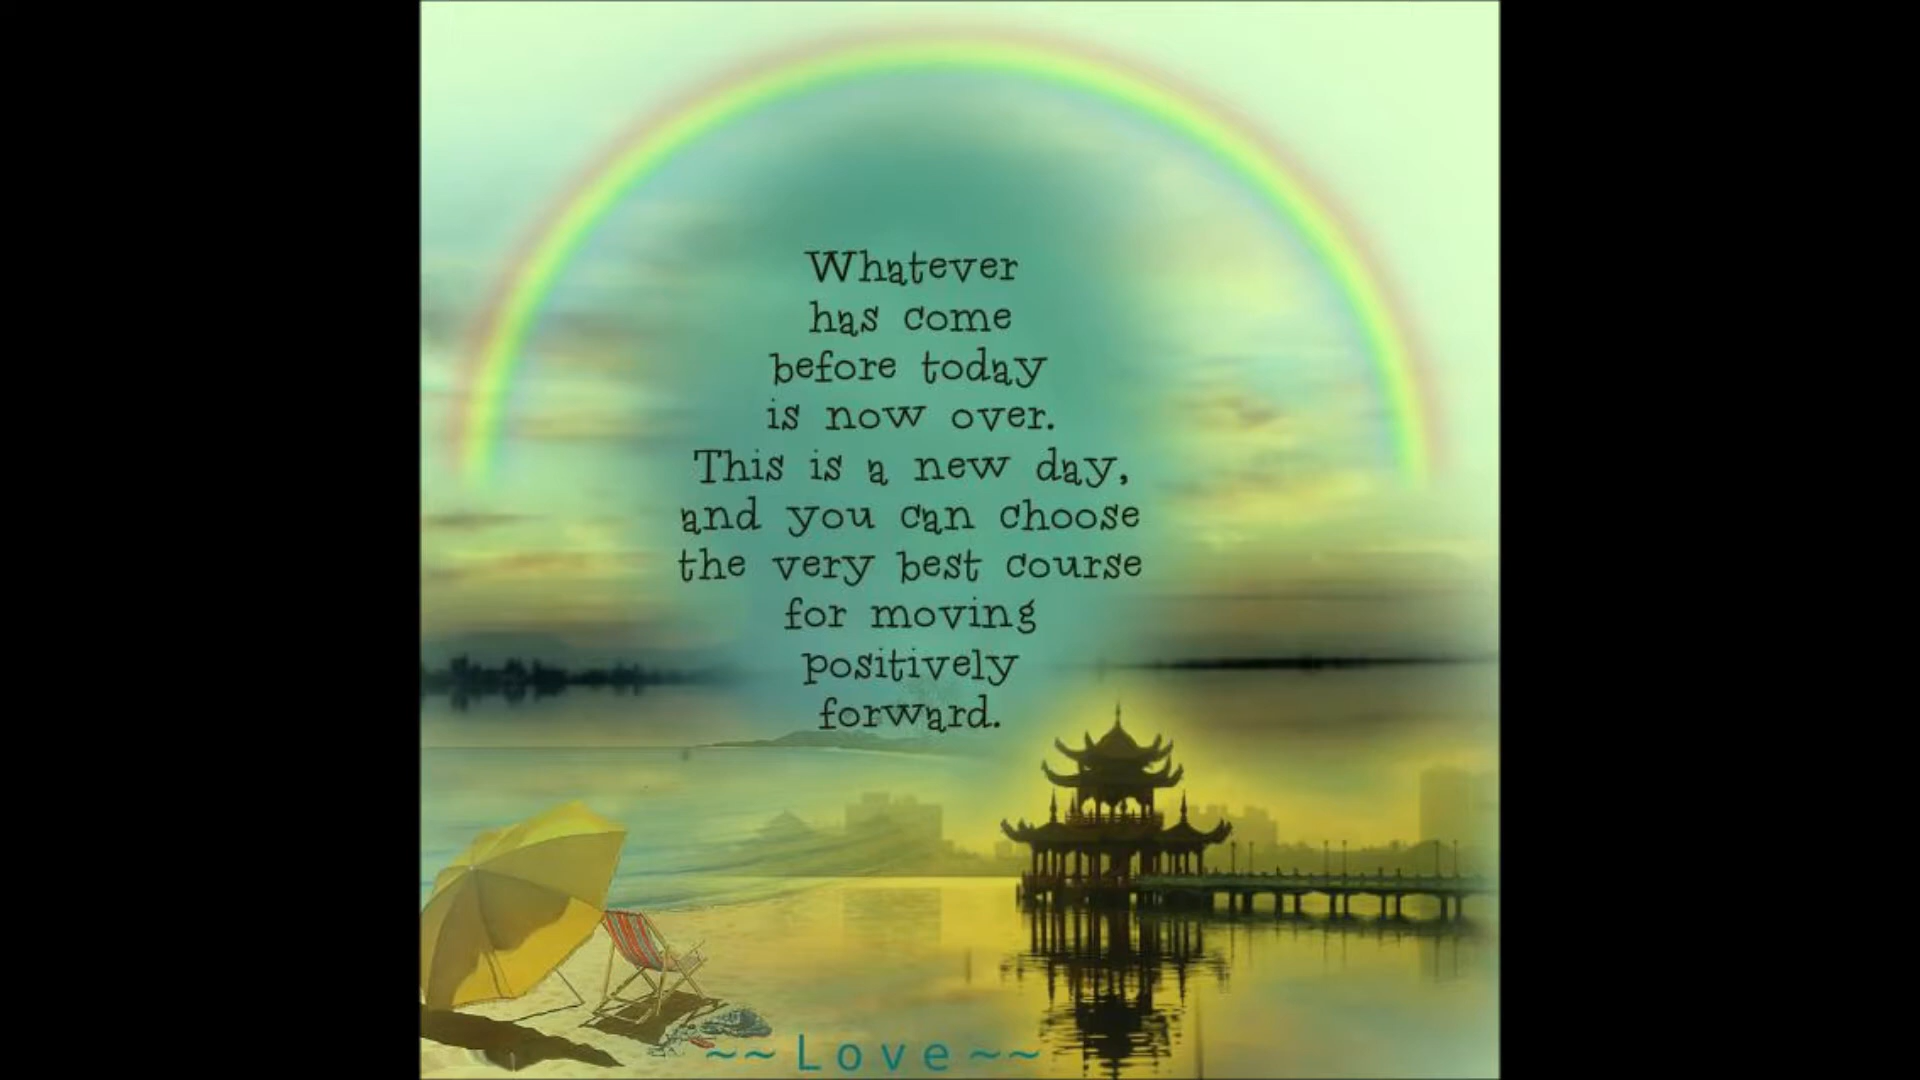 Whatever
has come
before today
is now over.
This is a new day,
and you can choose
the very best course
for moving
positively
forward.
~~Love~~